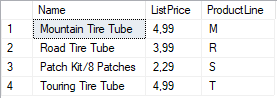 Name ListPrice ProductLine
1 Mountain Tire Tube 4,99 M
2 Road Tire Tube 3,99 R
3 Patch Kit/8 Patches 2,29 S
4 Touring Tire Tube 4,99 T